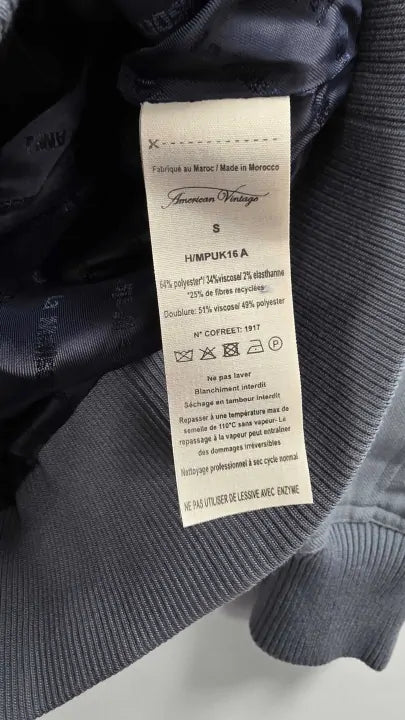 Fabriqué au Maroc / Made in Morocco
American Vintage
S
H/MPUK16 A
64% polyester*/ 34%viscose/ 2% elasthanne
*25% de fibres recyclées
Doublure: 51% viscose/ 49% polyester
N° COFREET: 1917
P
Ne pas laver
Blanchiment interdit
Séchage en tambour interdit
Repasser à une température max de
semelle de 110°C sans vapeur- Le
repassage à la vapeur peut entraîner
des dommages irréversibles
Nettoyage professionnel à sec cycle normal
NE PAS UTILISER DE LESSIVE AVEC ENZYME